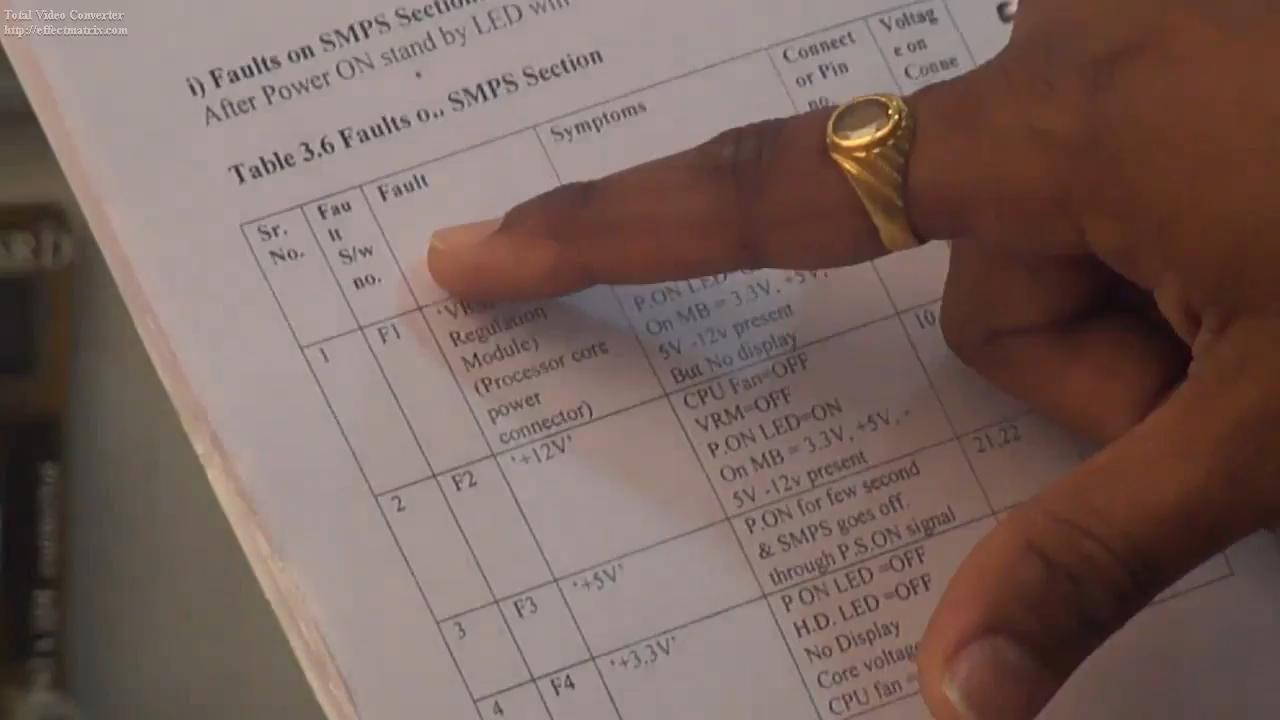 Total Video Converter
http://effectmatrix.com
i) Faults on SMPS Section
After Power ON stand by LED will
Table 3.6 Faults o.. SMPS Section
Sr.
No.
Fau
lt
S/w
no.
Fault
Symptoms
Connect
or Pin
no.
Voltag
e on
Conne
1
F1
Regulation
Module)
(Processor core
power
connector)
P.ON LED
On MB = 3.3V, +5V,
5V -12v present
But No display
10
2
F2
'+12V'
CPU Fan=OFF
VRM=OFF
P.ON LED=ON
On MB = 3.3V, +5V, -
5V -12v present
3
F3
'+5V'
P.ON for few second
& SMPS goes off.
through P.S.ON signal
21,22
4
F4
'+3.3V'
P ON LED =OFF
H.D. LED =OFF
No Display
Core voltag
CPU fan =